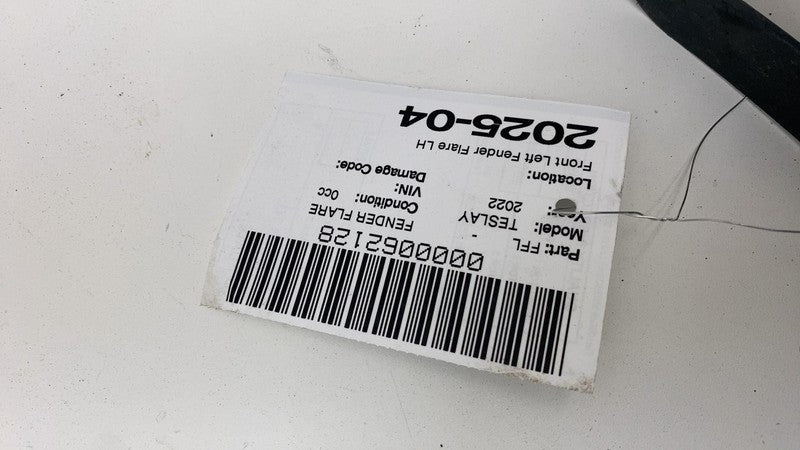 0000062128
Part: FFL - FENDER FLARE
Model: TESLAY Condition: 0cc
Year: 2022 VIN:
Location: Damage Code:
Front Left Fender Flare LH
2025-04